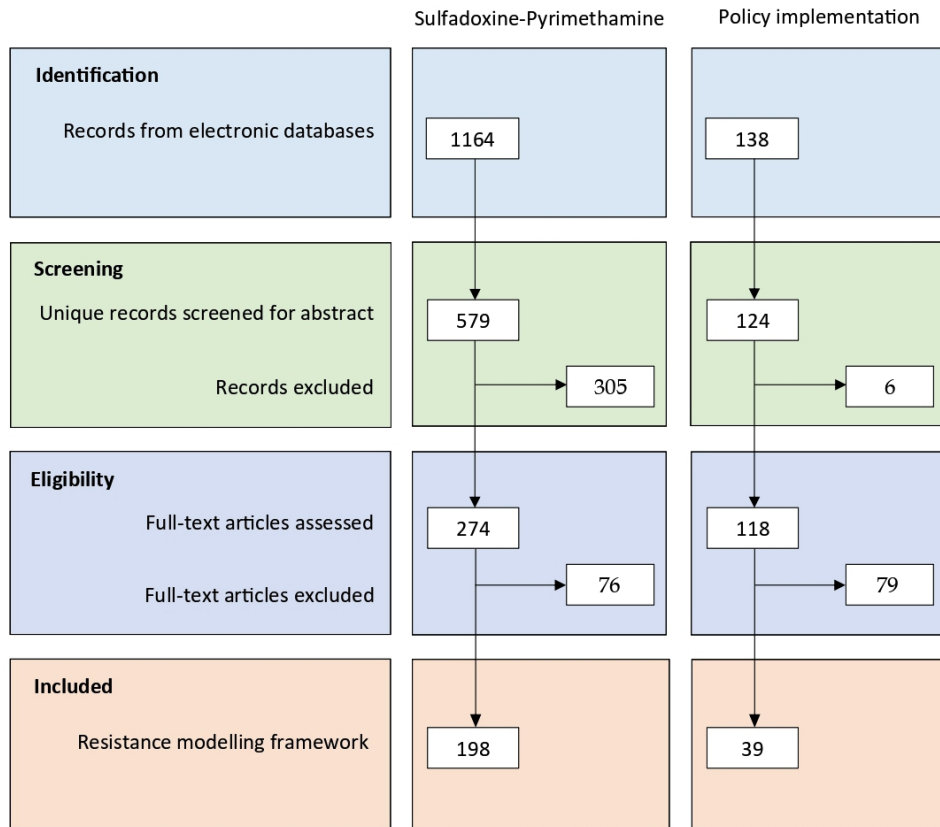 Sulfadoxine-Pyrimethamine
Policy implementation
Identification
Records from electronic databases
1164
138
Screening
Unique records screened for abstract
579
124
Records excluded
305
6
Eligibility
Full-text articles assessed
274
118
Full-text articles excluded
76
79
Included
Resistance modelling framework
198
39